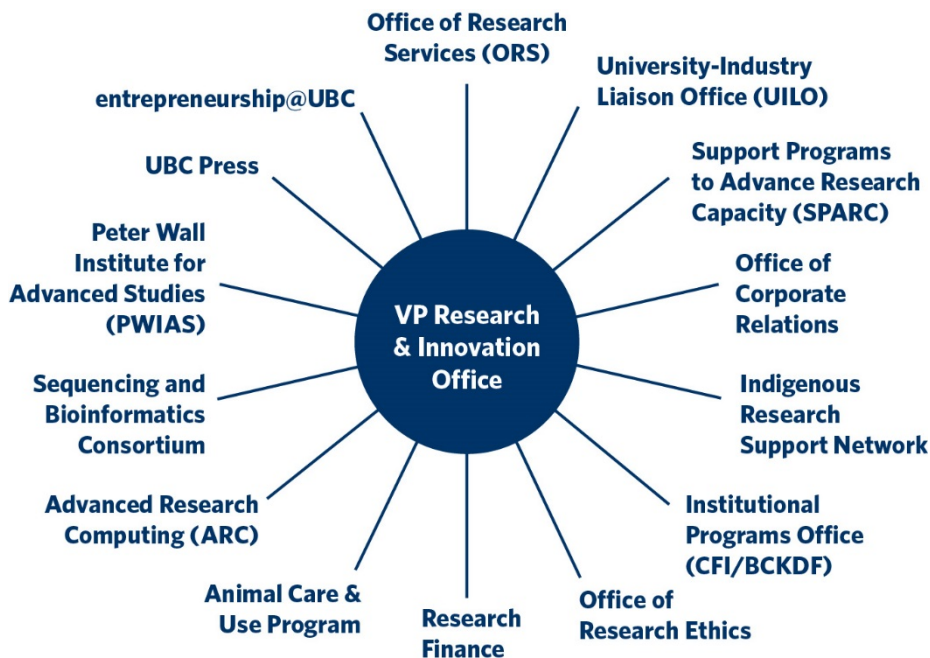 Office of Research
Services (ORS)
University-Industry
Liaison Office (UILO)
Support Programs
to Advance Research
Capacity (SPARC)
Office of
Corporate
Relations
Indigenous
Research
Support Network
Institutional
Programs Office
(CFI/BCKDF)
Office of
Research Ethics
Research
Finance
Animal Care &
Use Program
Advanced Research
Computing (ARC)
Sequencing and
Bioinformatics
Consortium
Peter Wall
Institute for
Advanced Studies
(PWIAS)
UBC Press
entrepreneurship@UBC
VP Research
& Innovation
Office